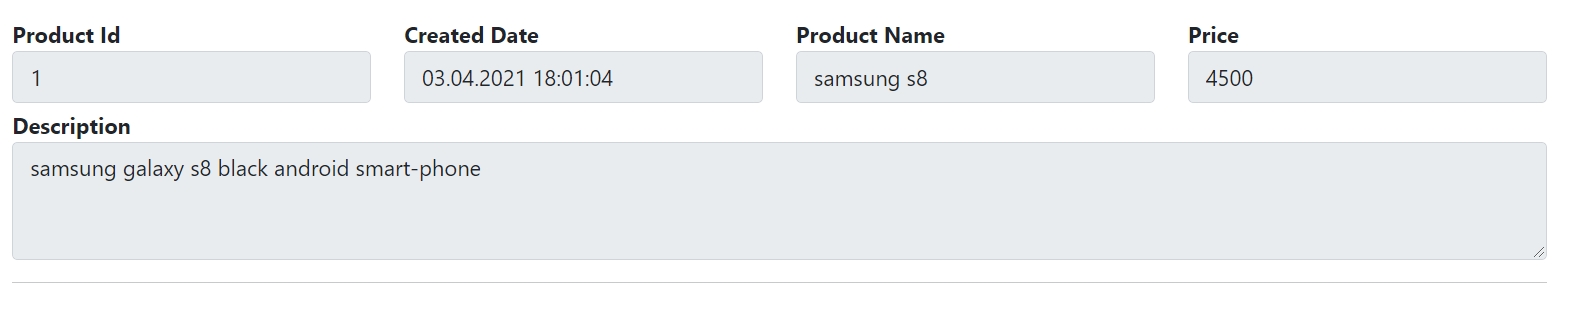 Product Id Created Date Product Name Price
1 03.04.2021 18:01:04 samsung s8 4500
Description
samsung galaxy s8 black android smart-phone